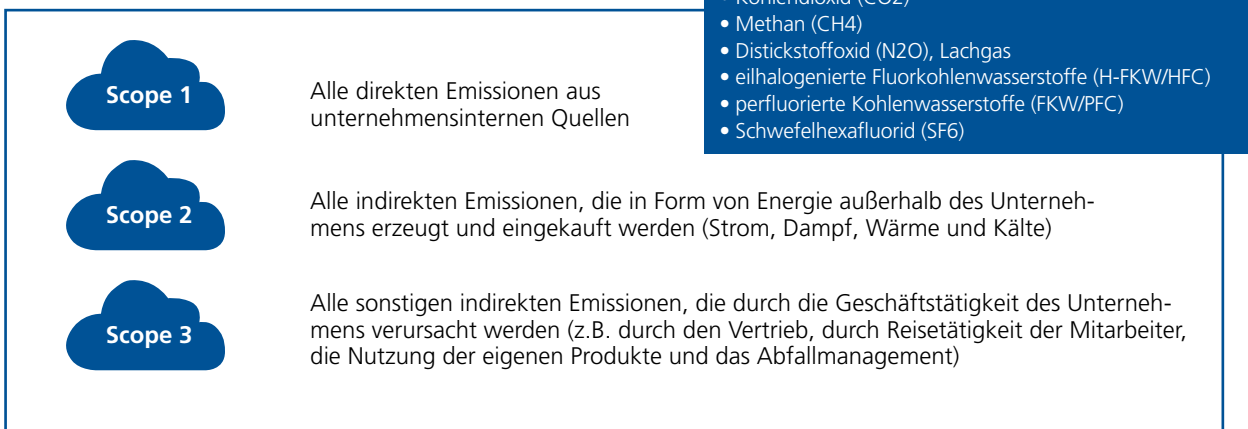 • Kohlendioxid (CO2)
• Methan (CH4)
• Distickstoffoxid (N2O), Lachgas
• eilhalogenierte Fluorkohlenwasserstoffe (H-FKW/HFC)
• perfluorierte Kohlenwasserstoffe (FKW/PFC)
• Schwefelhexafluorid (SF6)
Scope 1
Alle direkten Emissionen aus
unternehmensinternen Quellen
Scope 2
Alle indirekten Emissionen, die in Form von Energie außerhalb des Unterneh-
mens erzeugt und eingekauft werden (Strom, Dampf, Wärme und Kälte)
Scope 3
Alle sonstigen indirekten Emissionen, die durch die Geschäftstätigkeit des Unterneh-
mens verursacht werden (z.B. durch den Vertrieb, durch Reisetätigkeit der Mitarbeiter,
die Nutzung der eigenen Produkte und das Abfallmanagement)